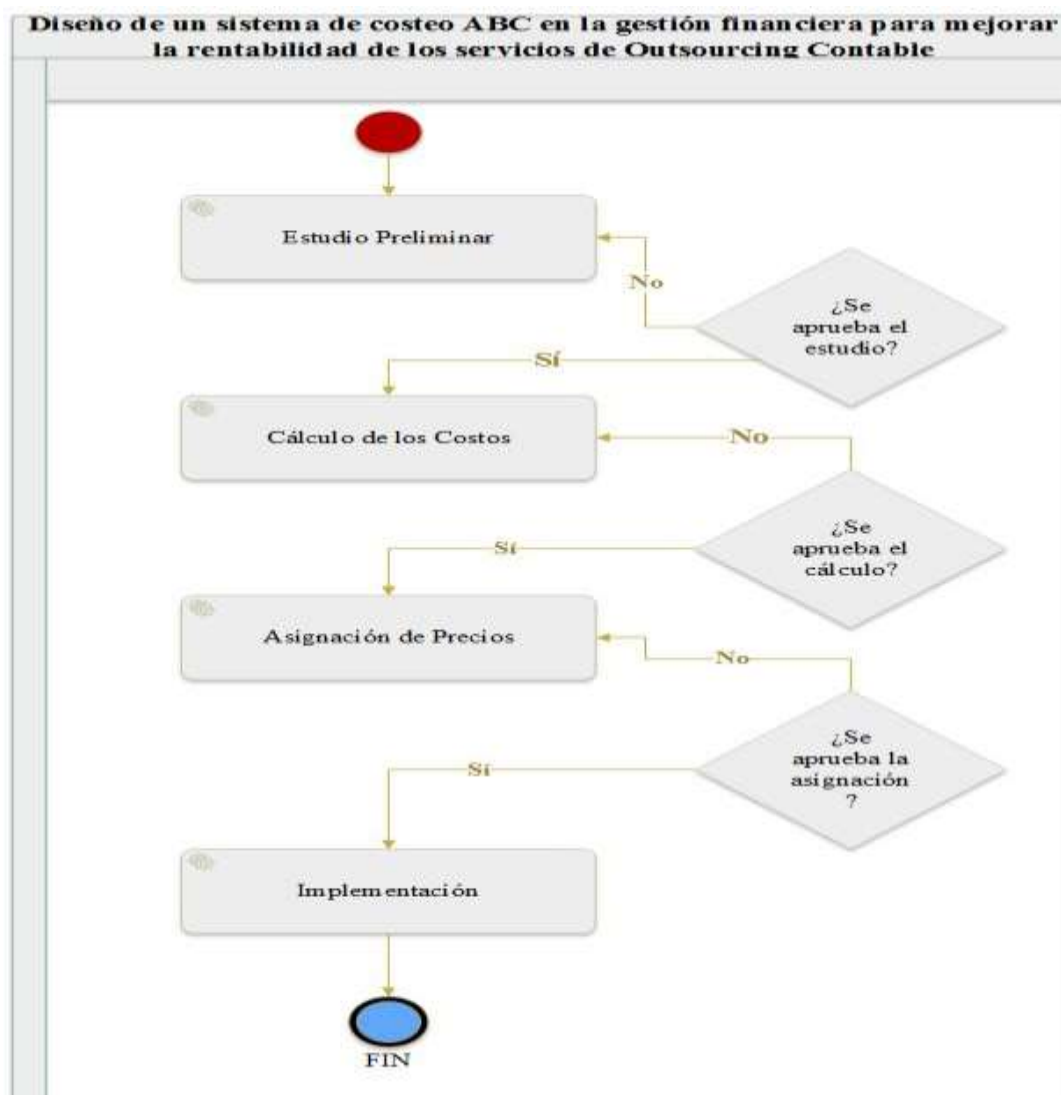 Diseño de un sistema de costeo ABC en la gestión financiera para mejorar
la rentabilidad de los servicios de Outsourcing Contable
Estudio Preliminar
No
¿Se
aprueba el
estudio?
Sí
Cálculo de los Costos
No
¿Se
aprueba el
cálculo?
Sí
Asignación de Precios
No
¿Se
aprueba la
asignación
?
Sí
Implementación
FIN